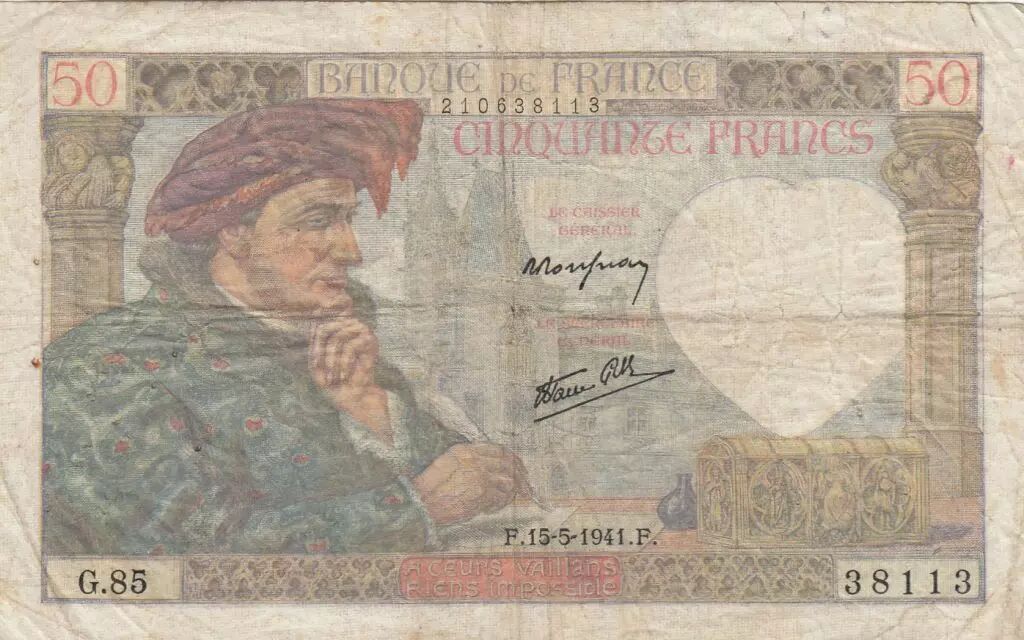 50 BANQUE DE FRANCE 50
210638113
CINQUANTE FRANCS
LE CAISSIER
GÉNÉRAL
LE SECRÉTAIRE
GÉNÉRAL
F.15-5-1941.F.
G.85
A CŒURS VAILLANS
RIENS IMPOSSIBLE
38113